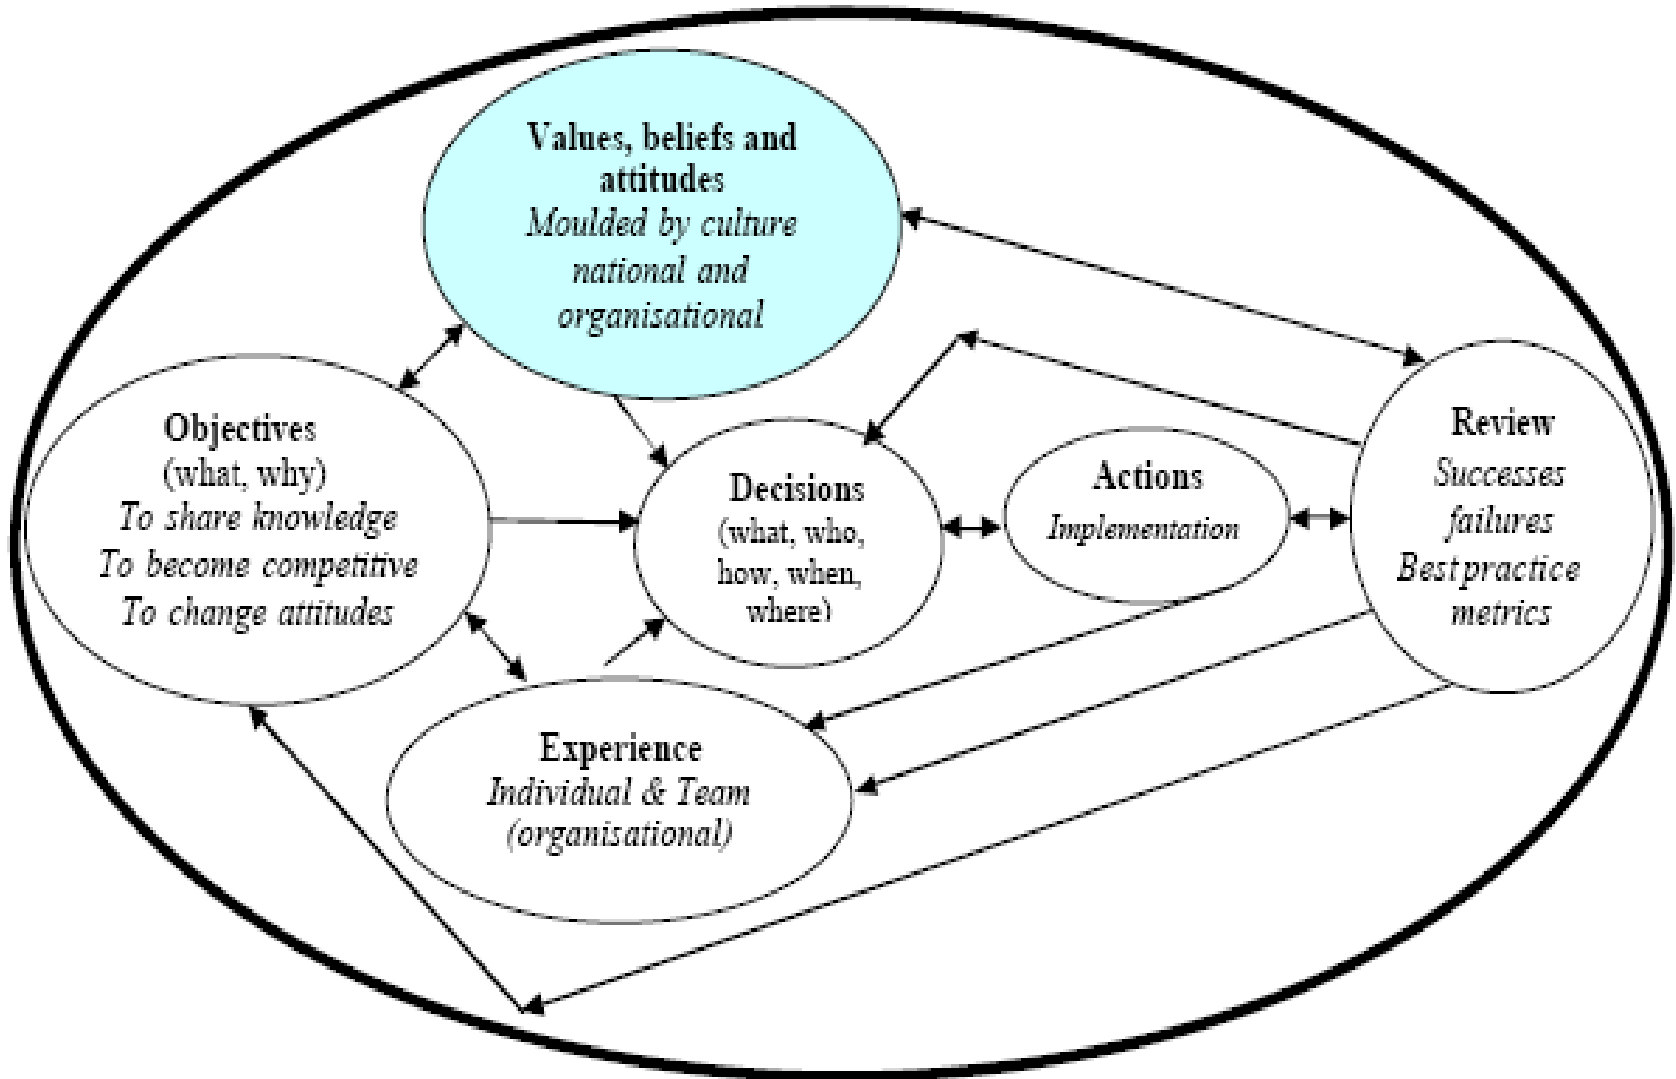 Values, beliefs and
attitudes
Moulded by culture
national and
organisational
Objectives
(what, why)
To share knowledge
To become competitive
To change attitudes
Decisions
(what, who,
how, when,
where)
Actions
Implementation
Review
Successes
failures
Best practice
metrics
Experience
Individual & Team
(organisational)